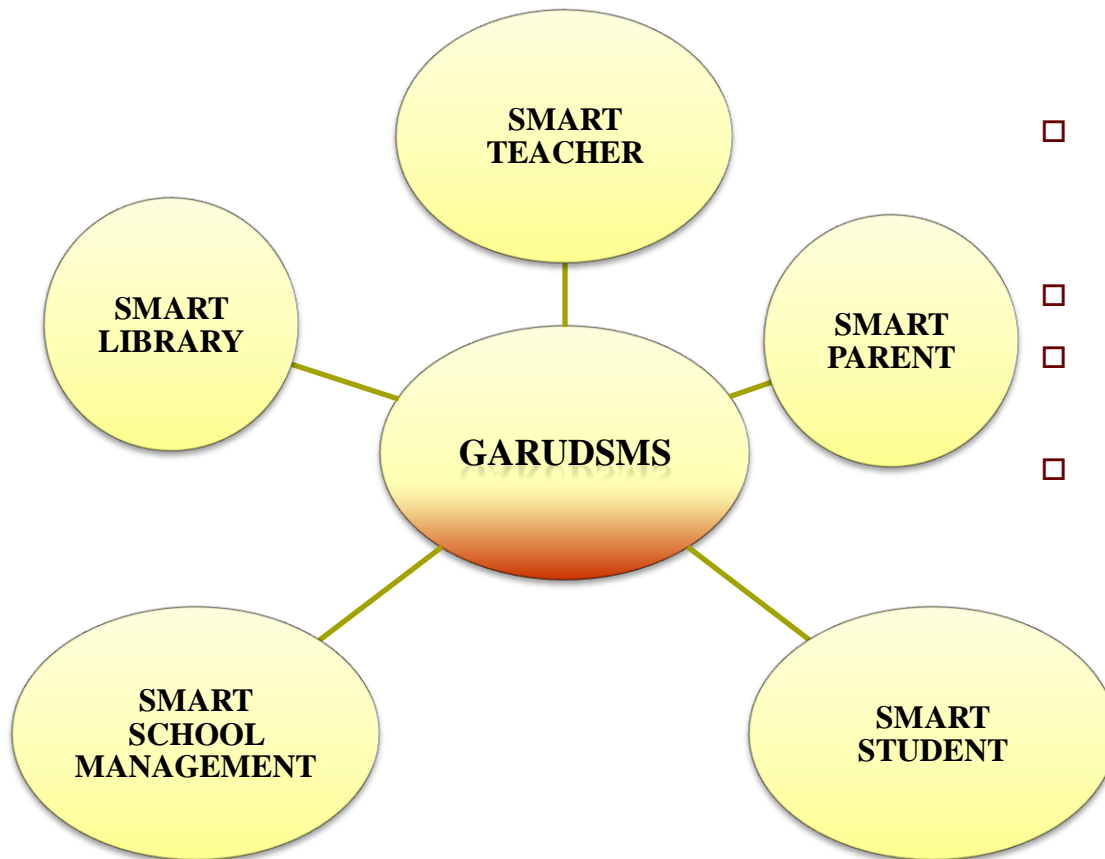 SMART
TEACHER
SMART
LIBRARY
SMART
PARENT
GARUDSMS
SMART
SCHOOL
MANAGEMENT
SMART
STUDENT